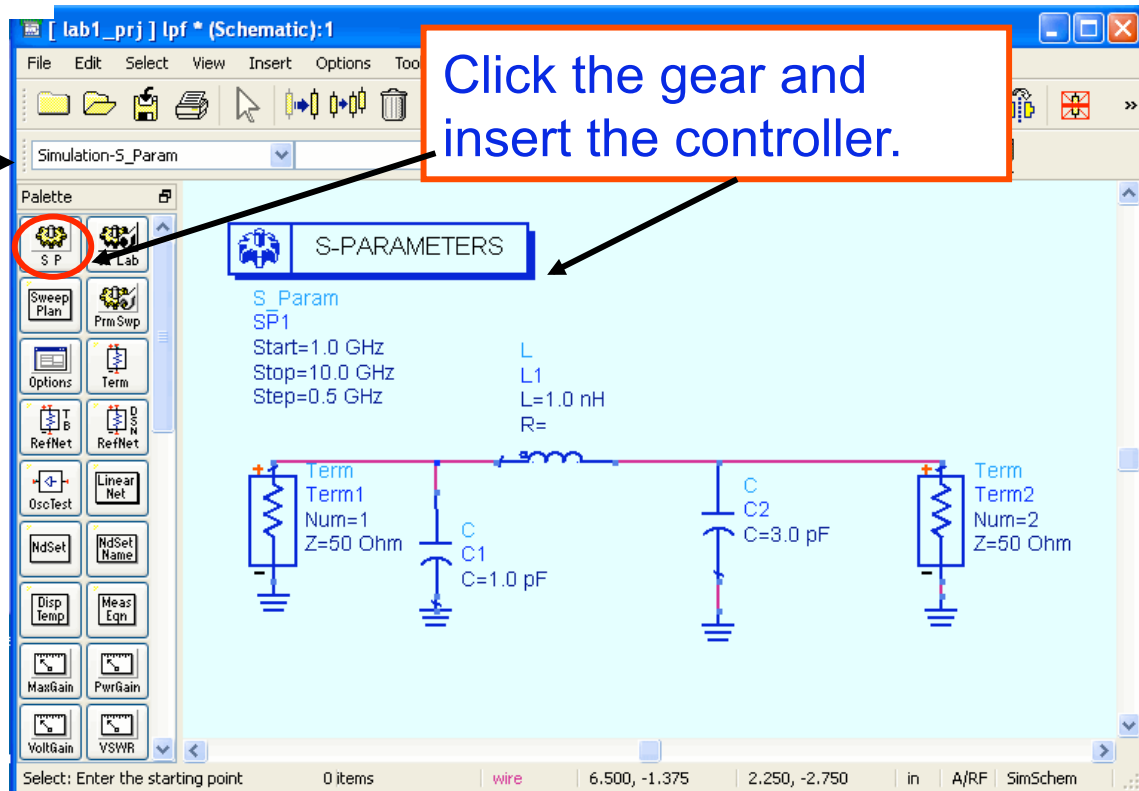 [ lab1_prj ] lpf * (Schematic):1
File Edit Select View Insert Options Too
Click the gear and
insert the controller.
»
Simulation-S_Param
Palette
S P
Lab
Sweep
Plan
Prm Swp
Options
Term
T
B
RefNet
D
S
N
RefNet
OscTest
Linear
Net
NdSet
NdSet
Name
Disp
Temp
Meas
Eqn
MaxGain
PwrGain
VoltGain
VSWR
S-PARAMETERS
S_Param
SP1
Start=1.0 GHz
Stop=10.0 GHz
Step=0.5 GHz
L
L1
L=1.0 nH
R=
+
Term
Term1
Num=1
Z=50 Ohm
-
C
C1
C=1.0 pF
C
C2
C=3.0 pF
+
Term
Term2
Num=2
Z=50 Ohm
-
Select: Enter the starting point 0 items wire 6.500, -1.375 2.250, -2.750 in A/RF SimSchem